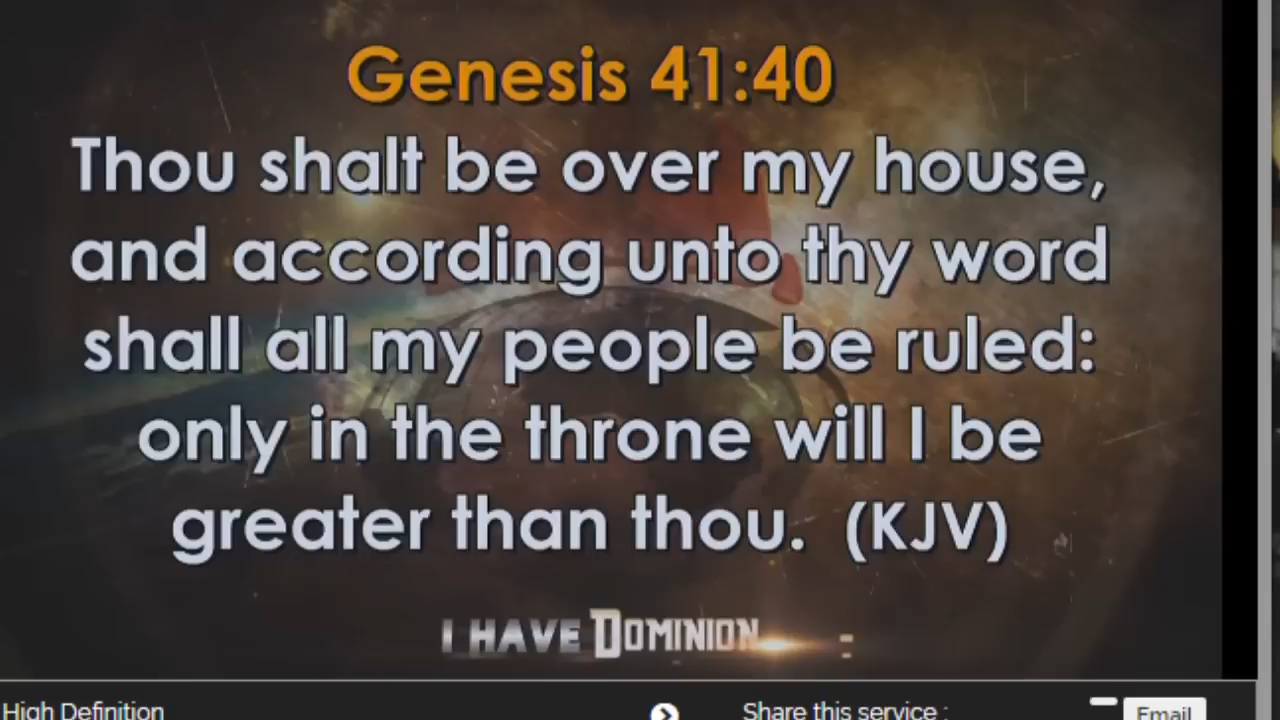 Genesis 41:40
Thou shalt be over my house,
and according unto thy word
shall all my people be ruled:
only in the throne will I be
greater than thou. (KJV)
I HAVE DOMINION
High Definition
Share this service :
Email